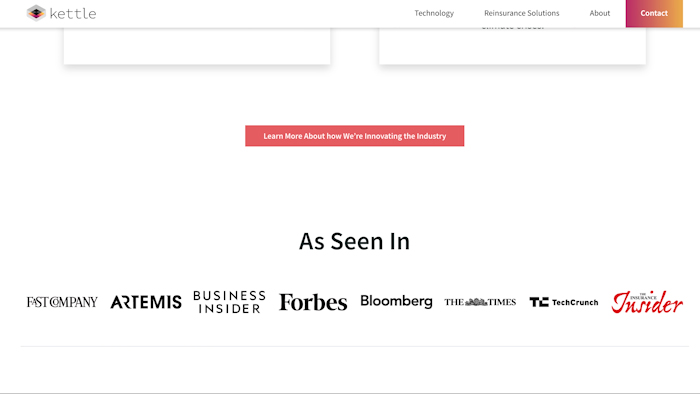 kettle
Technology
Reinsurance Solutions
About
Contact
Learn More About how We're Innovating the Industry
As Seen In
FAST COMPANY
ARTEMIS
BUSINESS
INSIDER
Forbes
Bloomberg
THE TIMES
TechCrunch
THE
INSURANCE
Insider